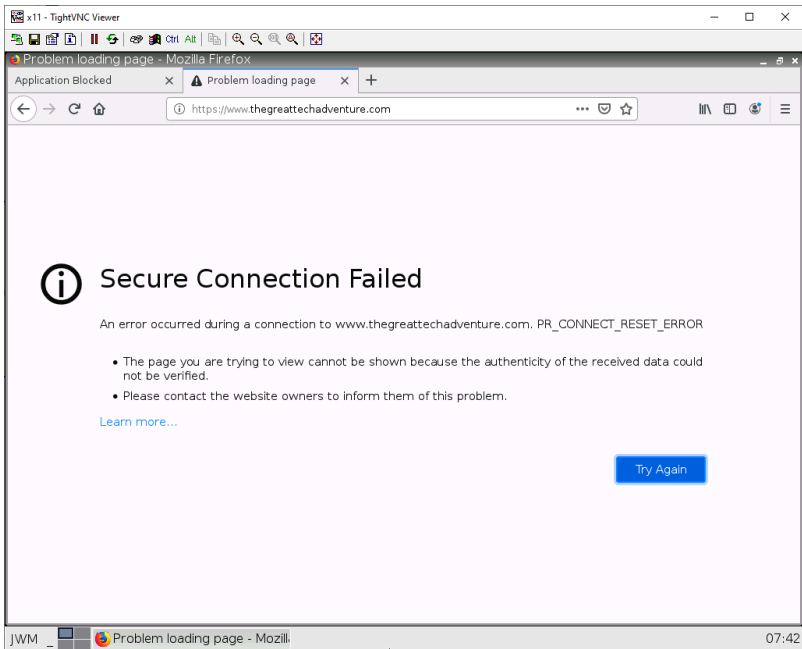 x11 - TightVNC Viewer
Ctrl Alt
Problem loading page - Mozilla Firefox
Application Blocked
Problem loading page
https://www.thegreattechadventure.com
Secure Connection Failed
An error occurred during a connection to www.thegreattechadventure.com. PR_CONNECT_RESET_ERROR
The page you are trying to view cannot be shown because the authenticity of the received data could
not be verified.
Please contact the website owners to inform them of this problem.
Learn more...
Try Again
JWM _ Problem loading page - Mozill 07:42